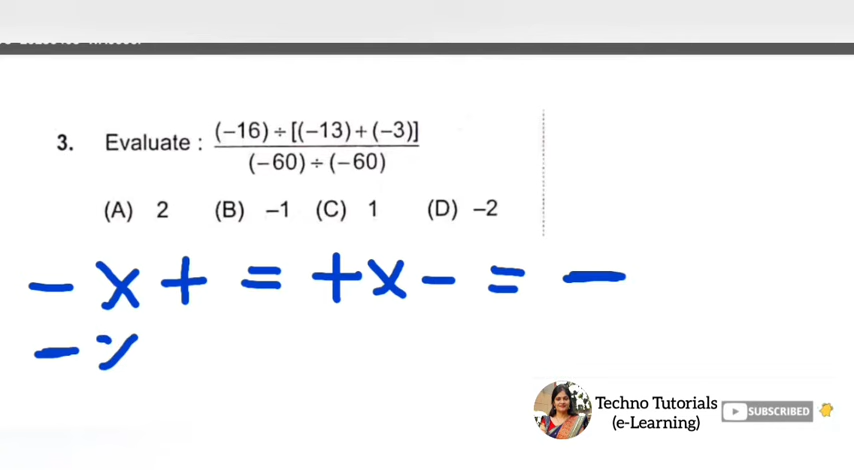 3. Evaluate : (−16) ÷ [(−13) + (−3)]
(−60) ÷ (−60)
(A) 2 (B) −1 (C) 1 (D) −2
− x + = + x − = −
−
Techno Tutorials
(e-Learning)
SUBSCRIBED